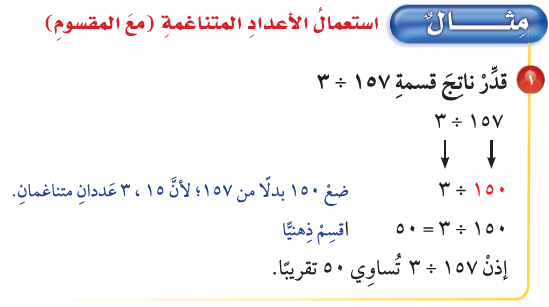 مِثَـــالٌ استعمالُ الأعدادِ المتناغمةِ (معَ المقسومِ)
١ قدِّرْ ناتِجَ قسمةِ ١٥٧ ÷ ٣
١٥٧ ÷ ٣
١٥٠ ÷ ٣ ضعْ ١٥٠ بدلًا من ١٥٧؛ لأنَّ ١٥ ، ٣ عَددانِ متناغمانِ.
١٥٠ ÷ ٣ = ٥٠ اقسِمْ ذِهنيًّا
إذنْ ١٥٧ ÷ ٣ تُساوِي ٥٠ تقريبًا.